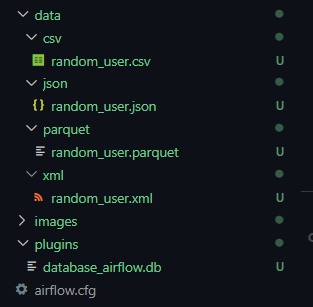 data
csv
random_user.csv U
json
random_user.json U
parquet
random_user.parquet U
xml
random_user.xml U
images
plugins
database_airflow.db U
airflow.cfg